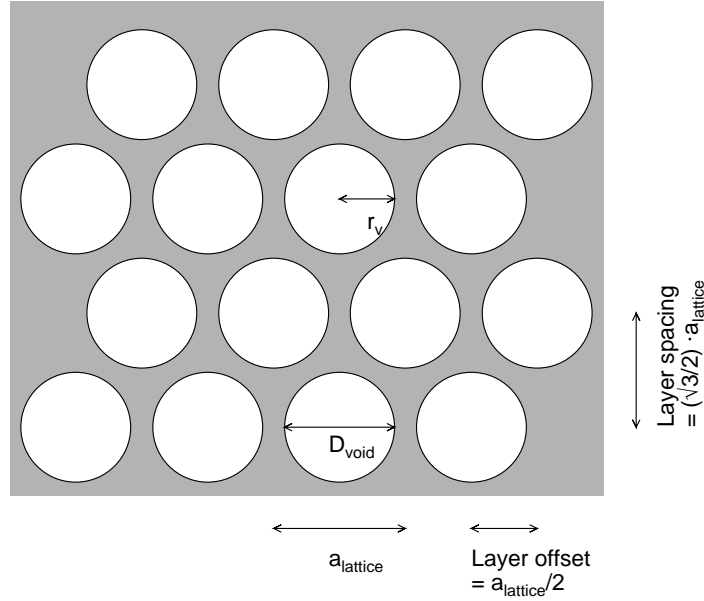 r_v
D_void
Layer spacing
= (√3/2) ·a_lattice
a_lattice
Layer offset
= a_lattice/2